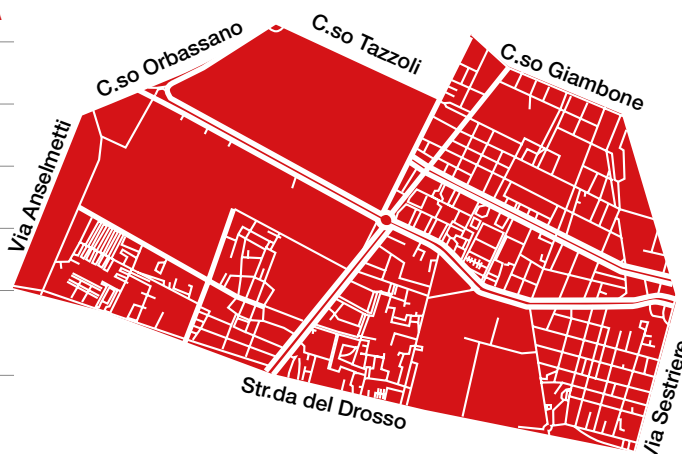 C.so Orbassano
C.so Tazzoli
C.so Giambone
Via Anselmetti
Str.da del Drosso
Via Sestriere